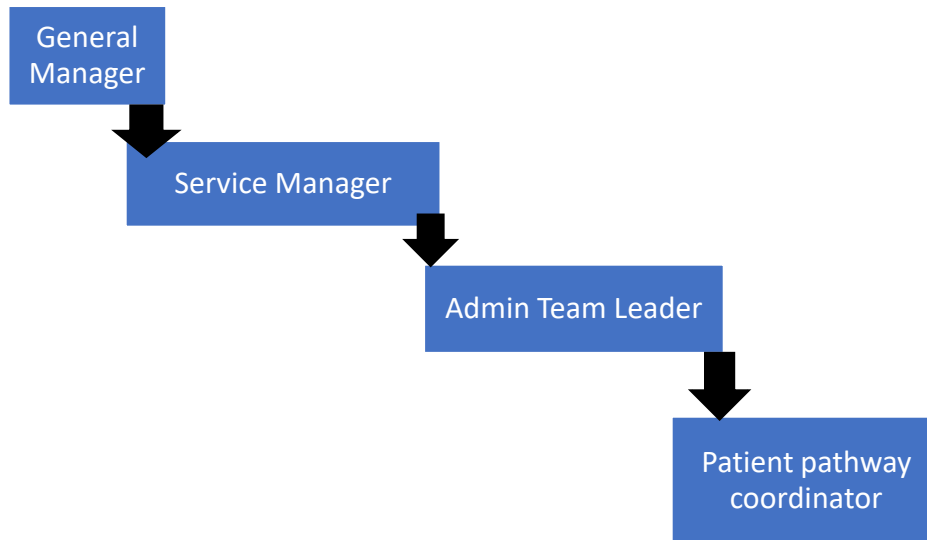 General
Manager
Service Manager
Admin Team Leader
Patient pathway
coordinator